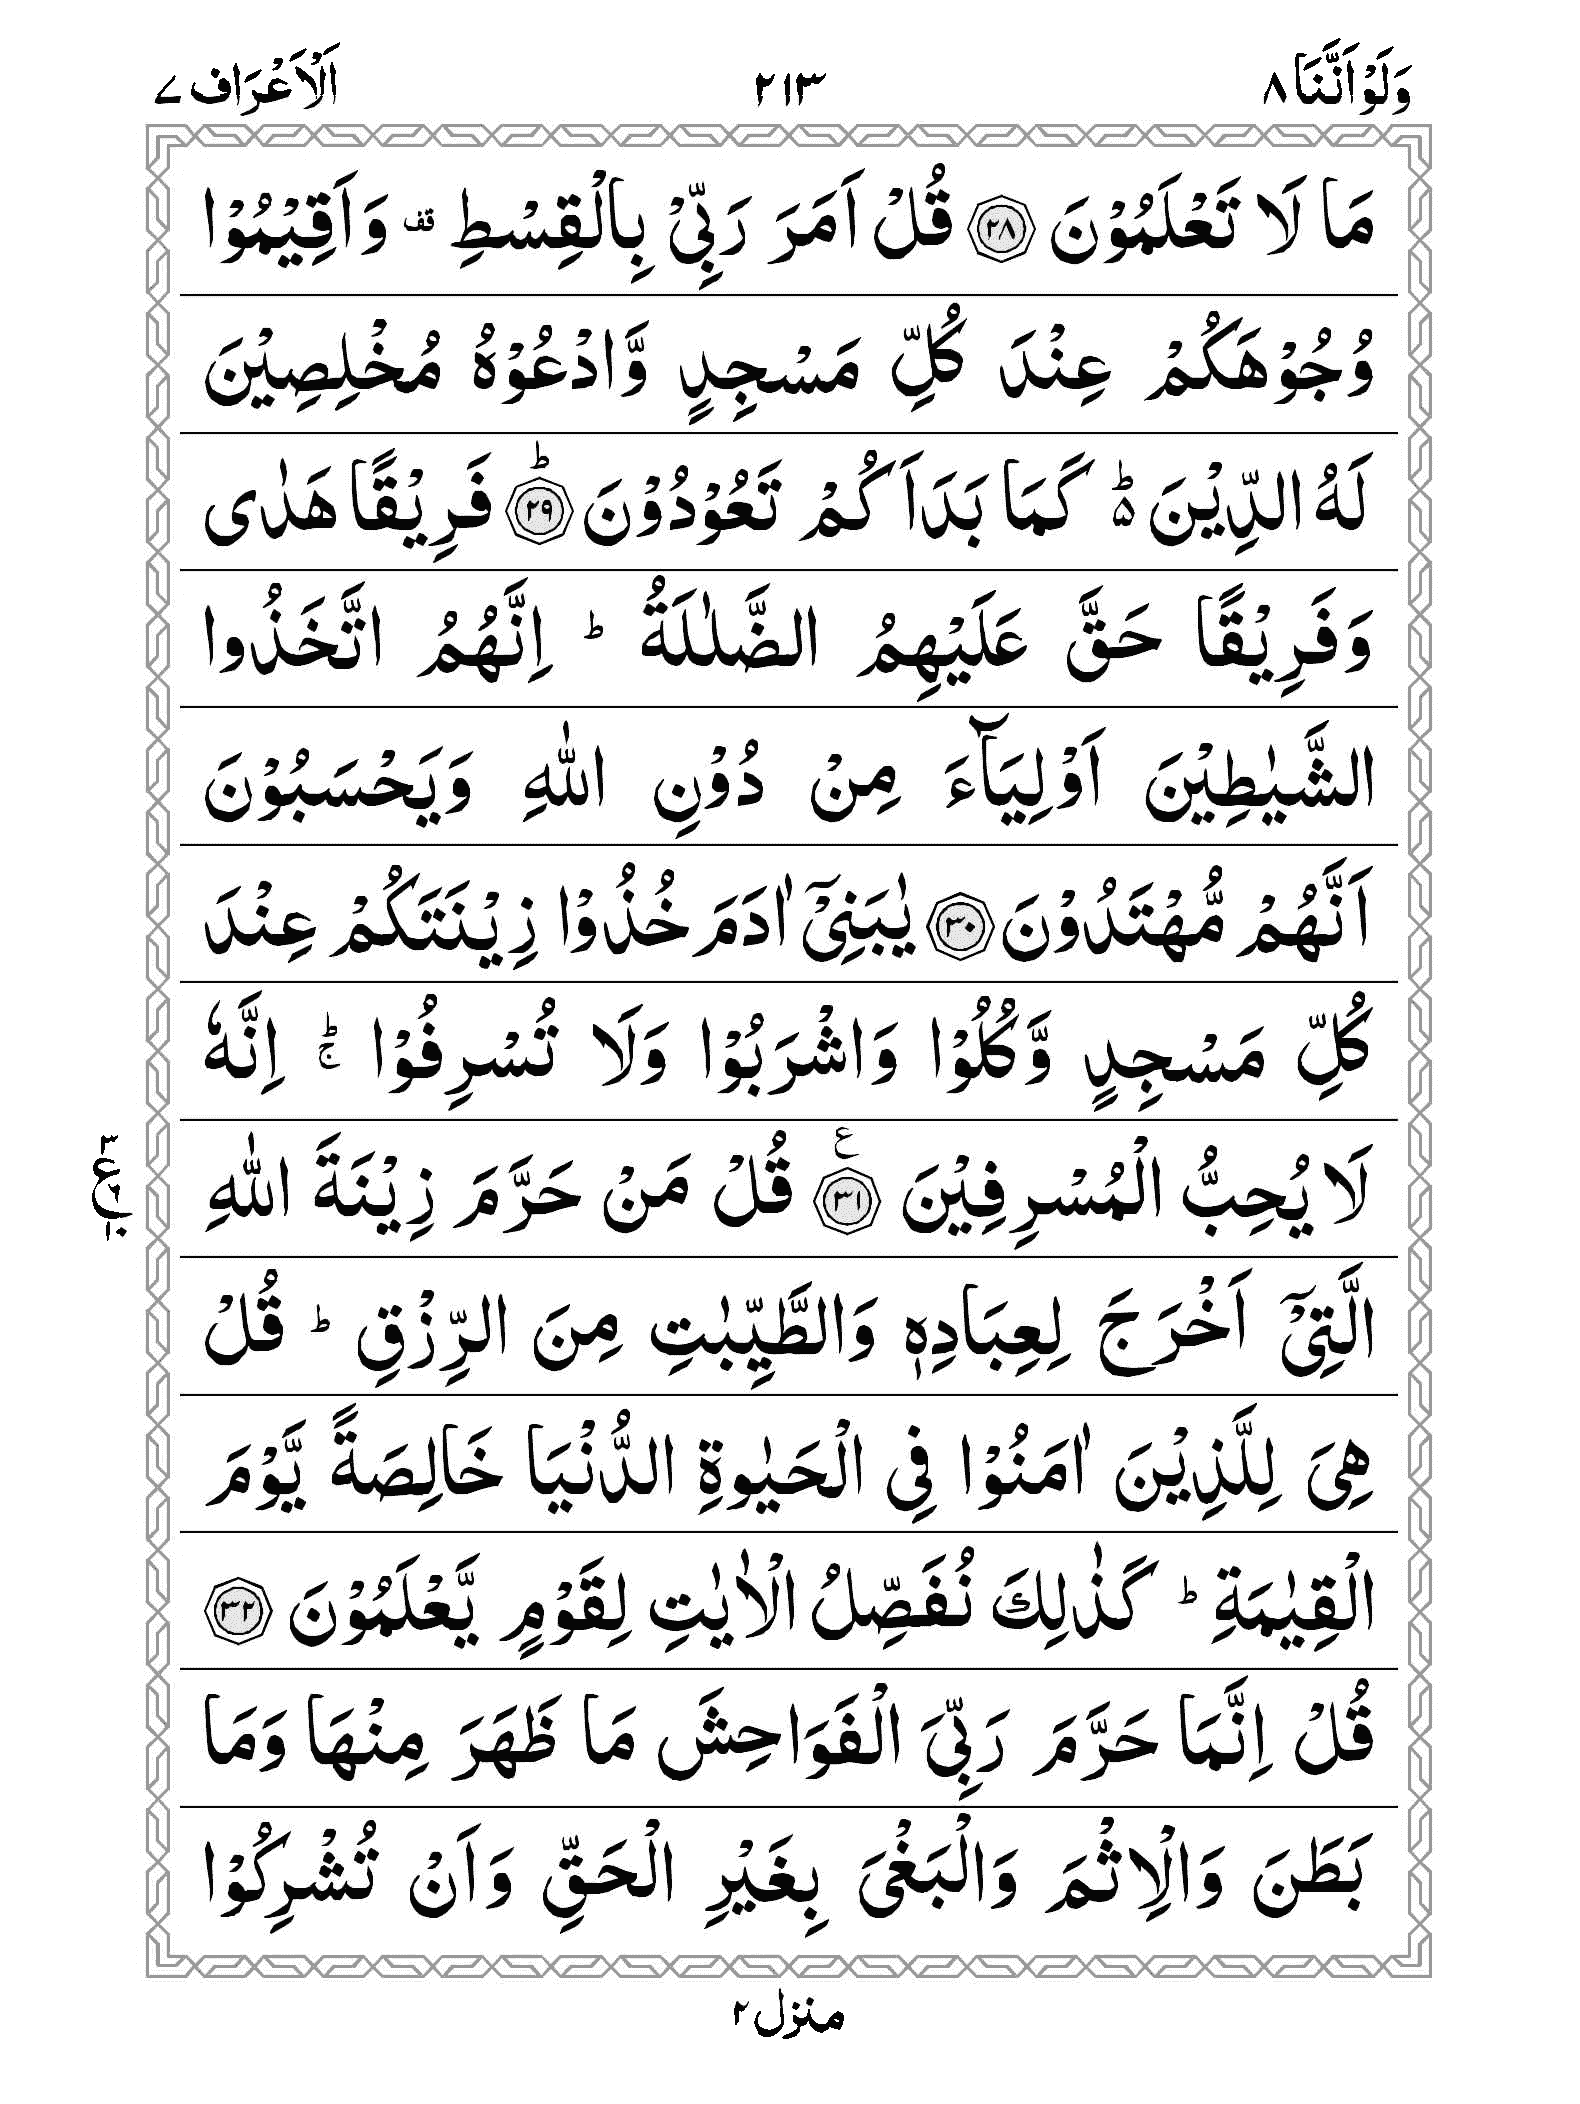 وَلَوْ اَنَّنَا ٨
٢١٣
اَلْاَعْرَاف ٧
مَا لَا تَعْلَمُوْنَ ﴿٢٨﴾ قُلْ اَمَرَ رَبِّیْ بِالْقِسْطِ ۫ وَاَقِیْمُوْا
وُجُوْهَكُمْ عِنْدَ كُلِّ مَسْجِدٍ وَّادْعُوْهُ مُخْلِصِیْنَ
لَهُ الدِّیْنَ ؕ۬ كَمَا بَدَاَكُمْ تَعُوْدُوْنَ ﴿٢٩﴾ؕ فَرِیْقًا هَدٰی
وَفَرِیْقًا حَقَّ عَلَیْهِمُ الضَّلٰلَةُ ؕ اِنَّهُمُ اتَّخَذُوا
الشَّیٰطِیْنَ اَوْلِیَآءَ مِنْ دُوْنِ اللّٰهِ وَیَحْسَبُوْنَ
اَنَّهُمْ مُّهْتَدُوْنَ ﴿٣٠﴾ یٰبَنِیْۤ اٰدَمَ خُذُوْا زِیْنَتَكُمْ عِنْدَ
كُلِّ مَسْجِدٍ وَّكُلُوْا وَاشْرَبُوْا وَلَا تُسْرِفُوْا ۚؕ اِنَّهٗ
لَا یُحِبُّ الْمُسْرِفِیْنَ ﴿٣١﴾ ع قُلْ مَنْ حَرَّمَ زِیْنَةَ اللّٰهِ
٣ ع ٢ ١٠
الَّتِیْۤ اَخْرَجَ لِعِبَادِهٖ وَالطَّیِّبٰتِ مِنَ الرِّزْقِ ؕ قُلْ
هِیَ لِلَّذِیْنَ اٰمَنُوْا فِی الْحَیٰوةِ الدُّنْیَا خَالِصَةً یَّوْمَ
الْقِیٰمَةِ ؕ كَذٰلِكَ نُفَصِّلُ الْاٰیٰتِ لِقَوْمٍ یَّعْلَمُوْنَ ﴿٣٢﴾
قُلْ اِنَّمَا حَرَّمَ رَبِّیَ الْفَوَاحِشَ مَا ظَهَرَ مِنْهَا وَمَا
بَطَنَ وَالْاِثْمَ وَالْبَغْیَ بِغَیْرِ الْحَقِّ وَاَنْ تُشْرِكُوْا
منزل ٢